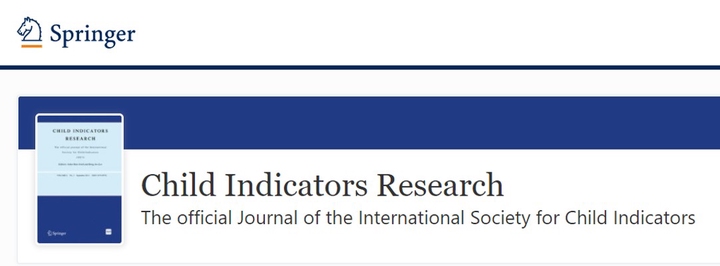 Springer
CHILD INDICATORS
RESEARCH
Child Indicators Research
The official Journal of the International Society for Child Indicators
Springer